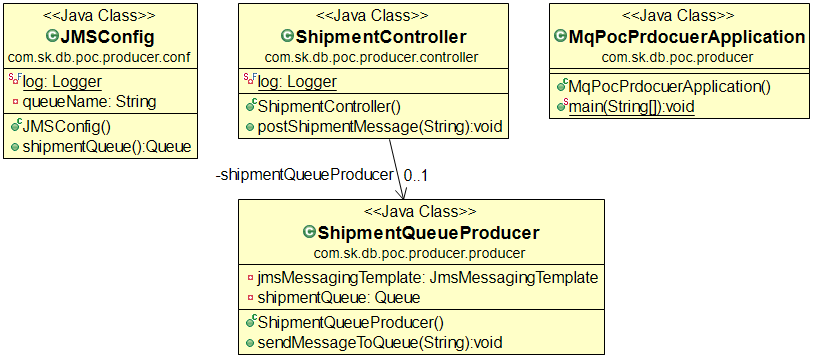 <<Java Class>>
JMSConfig
com.sk.db.poc.producer.conf
log: Logger
queueName: String
JMSConfig()
shipmentQueue():Queue
<<Java Class>>
ShipmentController
com.sk.db.poc.producer.controller
log: Logger
ShipmentController()
postShipmentMessage(String):void
<<Java Class>>
MqPocPrdocuerApplication
com.sk.db.poc.producer
MqPocPrdocuerApplication()
main(String[]):void
-shipmentQueueProducer 0..1
<<Java Class>>
ShipmentQueueProducer
com.sk.db.poc.producer.producer
jmsMessagingTemplate: JmsMessagingTemplate
shipmentQueue: Queue
ShipmentQueueProducer()
sendMessageToQueue(String):void